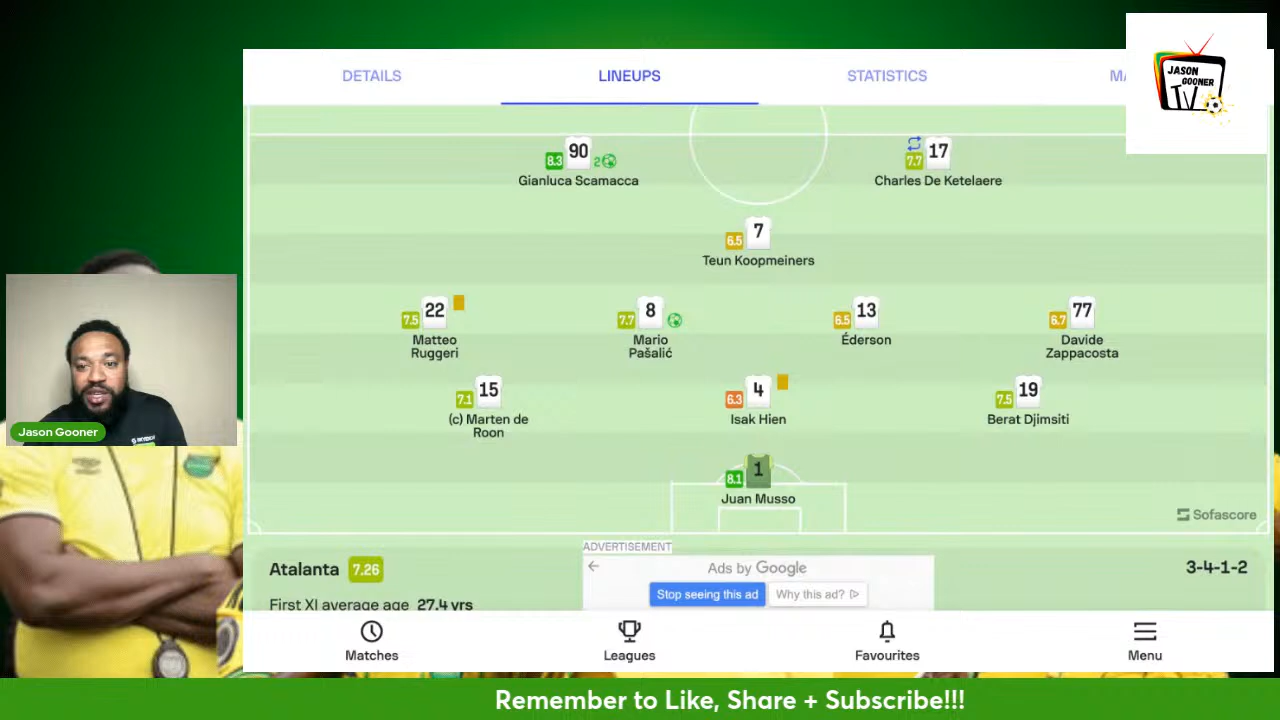 DETAILS
LINEUPS
STATISTICS
MA
JASON
GOONER
TV
8.3 90 2
Gianluca Scamacca
7.7 17
Charles De Ketelaere
6.5 7
Teun Koopmeiners
7.5 22
Matteo
Ruggeri
7.7 8
Mario
Pašalić
6.5 13
Éderson
6.7 77
Davide
Zappacosta
7.1 15
(c) Marten de
Roon
6.3 4
Isak Hien
7.5 19
Berat Djimsiti
8.1 1
Juan Musso
Sofascore
Jason Gooner
ADVERTISEMENT
Atalanta 7.26
Ads by Google
3-4-1-2
Stop seeing this ad
Why this ad?
First XI average age 27.4 yrs
Matches
Leagues
Favourites
Menu
Remember to Like, Share + Subscribe!!!